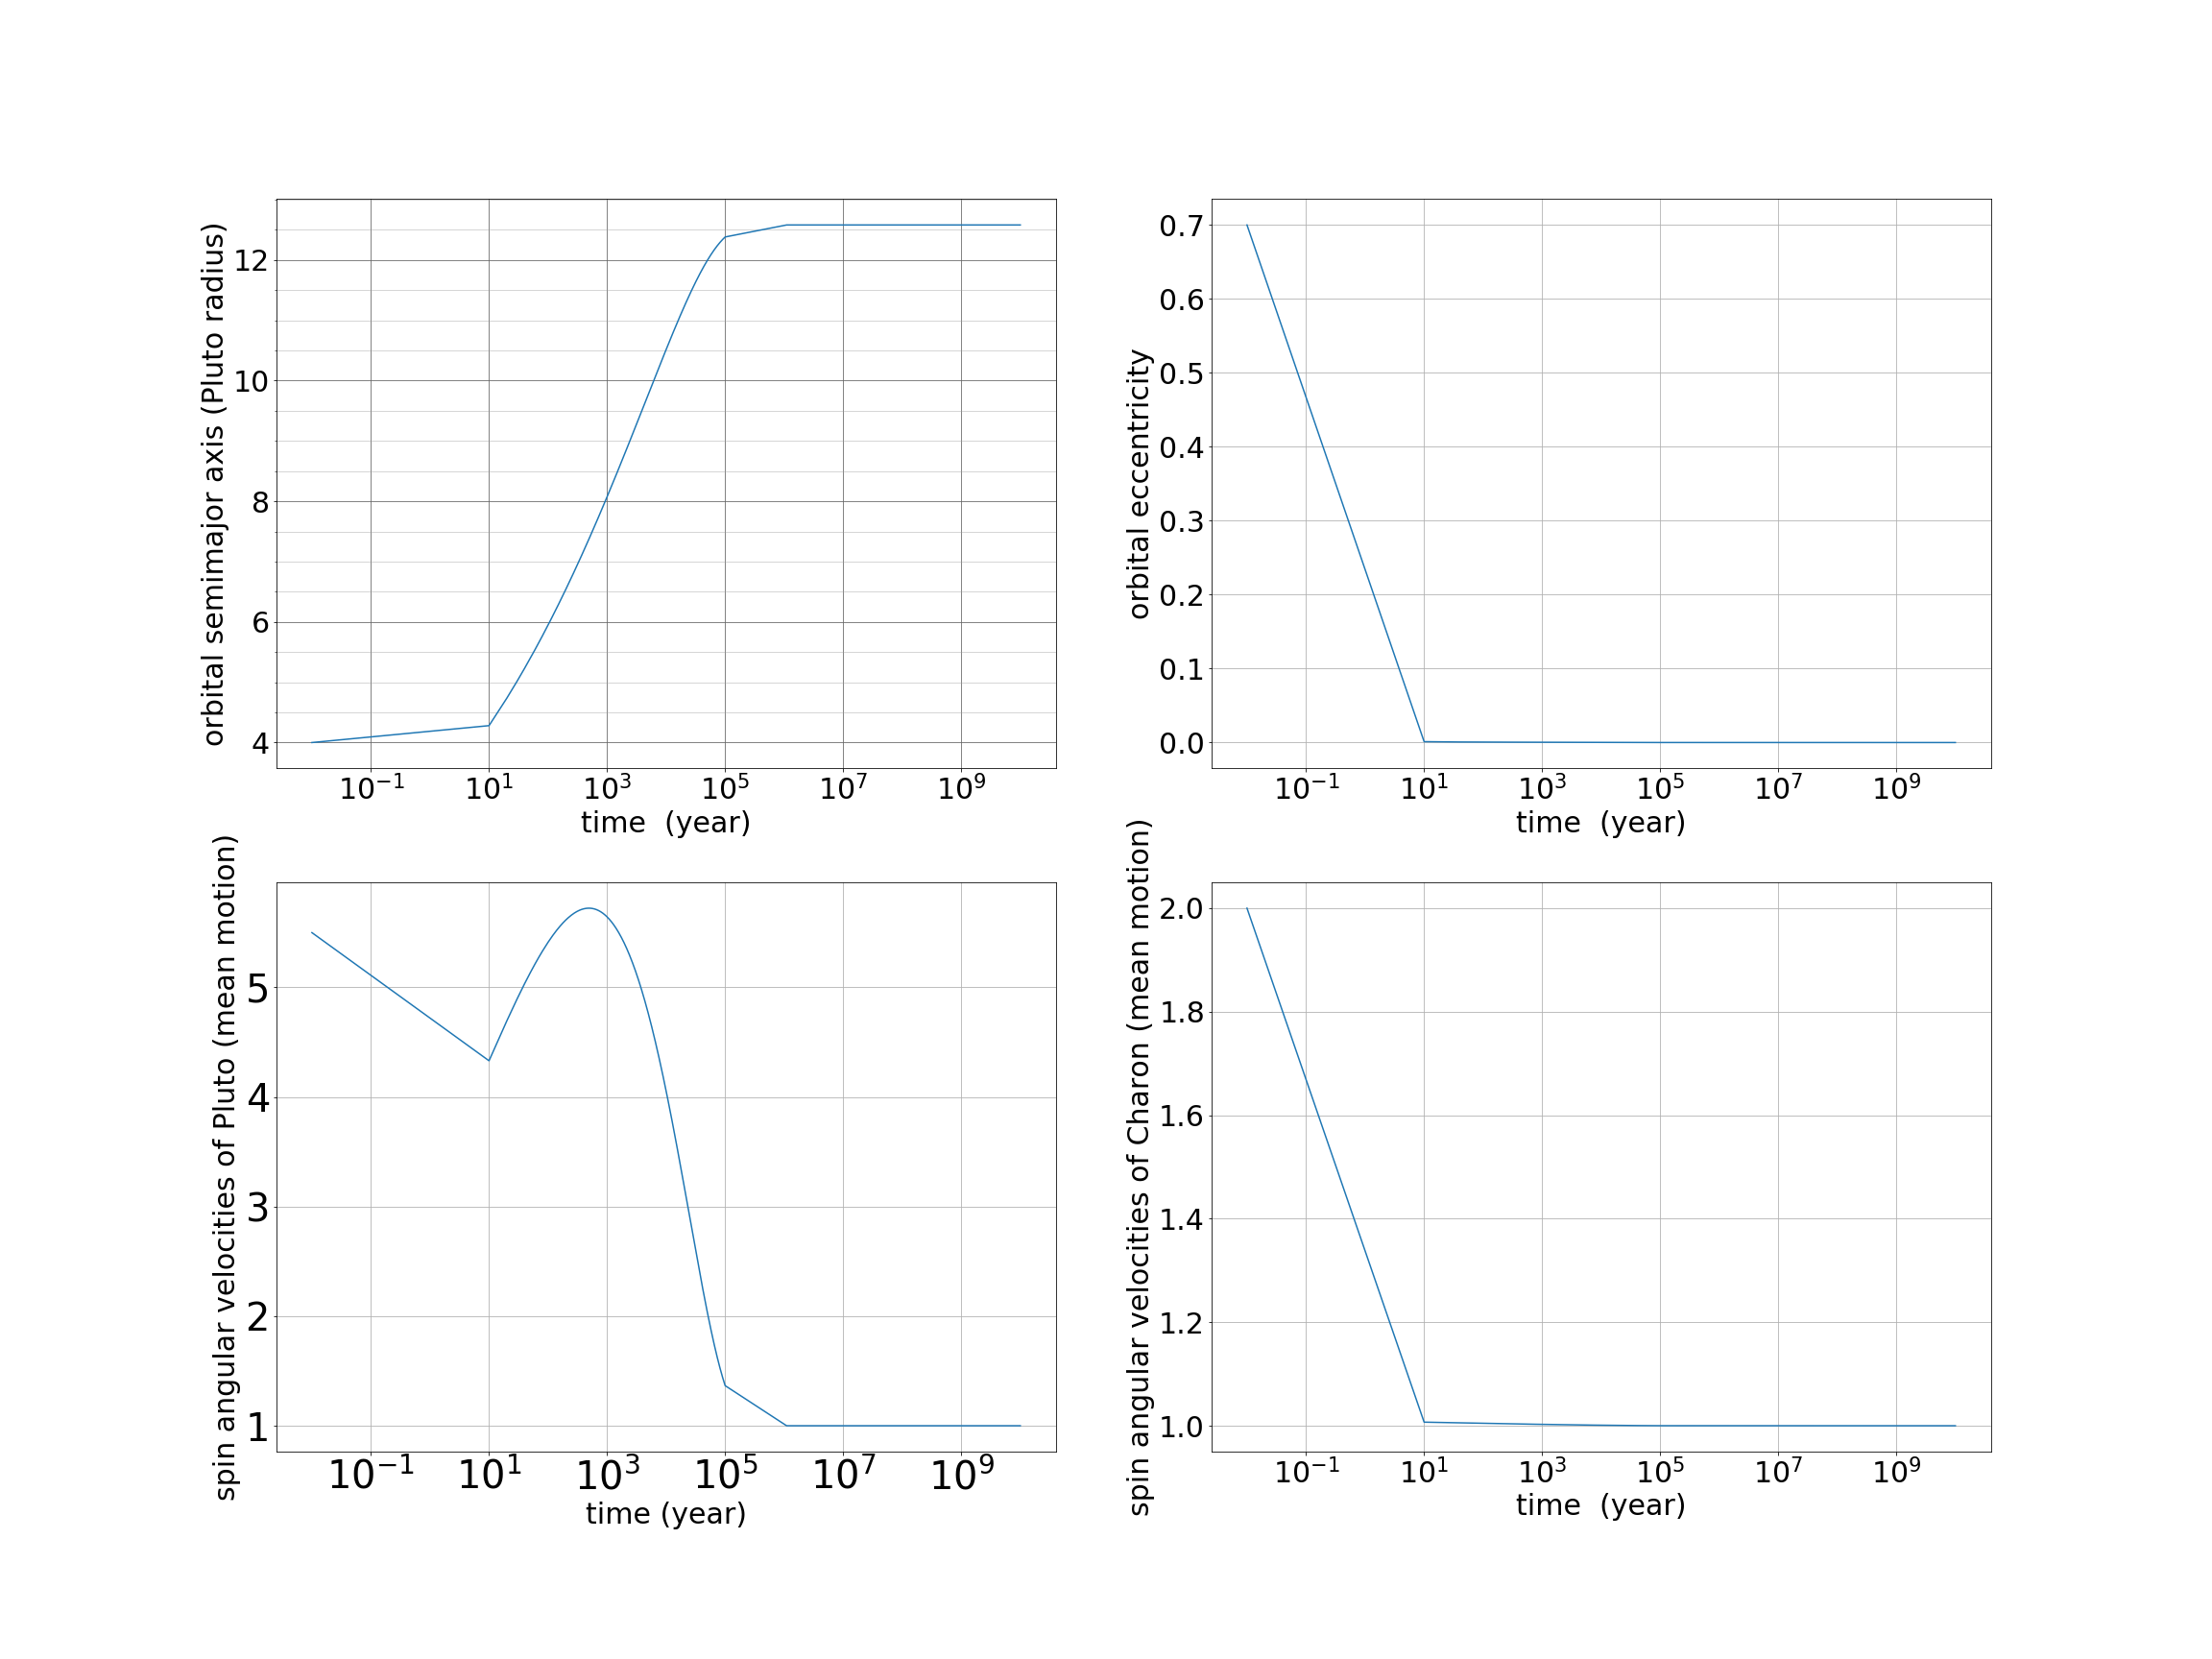 orbital semimajor axis (Pluto radius)
12
10
8
6
4
10⁻¹ 10¹ 10³ 10⁵ 10⁷ 10⁹
time (year)
orbital eccentricity
0.7
0.6
0.5
0.4
0.3
0.2
0.1
0.0
10⁻¹ 10¹ 10³ 10⁵ 10⁷ 10⁹
time (year)
spin angular velocities of Pluto (mean motion)
5
4
3
2
1
10⁻¹ 10¹ 10³ 10⁵ 10⁷ 10⁹
time (year)
spin angular velocities of Charon (mean motion)
2.0
1.8
1.6
1.4
1.2
1.0
10⁻¹ 10¹ 10³ 10⁵ 10⁷ 10⁹
time (year)